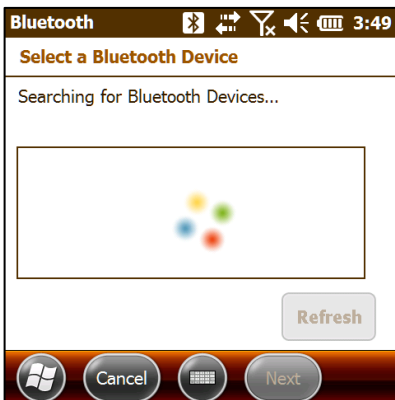 Bluetooth 3:49
Select a Bluetooth Device
Searching for Bluetooth Devices...
Refresh
Cancel Next